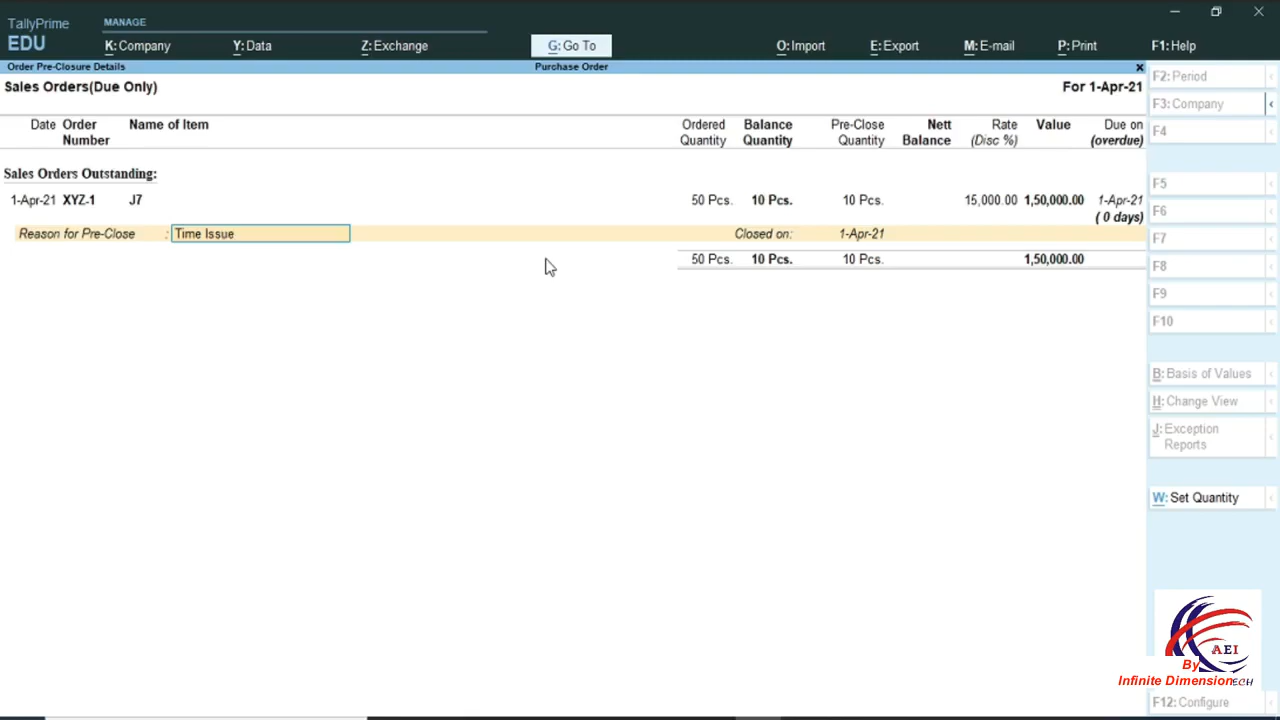 TallyPrime
EDU
MANAGE
K: Company
Y: Data
Z: Exchange
G: Go To
O: Import
E: Export
M: E-mail
P: Print
F1: Help
Order Pre-Closure Details
Purchase Order
x
Sales Orders(Due Only)
For 1-Apr-21
Date Order Name of Item Ordered Balance Pre-Close Nett Rate Value Due on
Number Quantity Quantity Quantity Balance (Disc %) (overdue)
Sales Orders Outstanding:
1-Apr-21 XYZ-1 J7 50 Pcs. 10 Pcs. 10 Pcs. 15,000.00 1,50,000.00 1-Apr-21
( 0 days)
Reason for Pre-Close : Time Issue Closed on: 1-Apr-21
50 Pcs. 10 Pcs. 10 Pcs. 1,50,000.00
F2: Period
F3: Company
F4
F5
F6
F7
F8
F9
F10
B: Basis of Values
H: Change View
J: Exception
Reports
W: Set Quantity
AEI
By
Infinite Dimension
TECH
F12: Configure